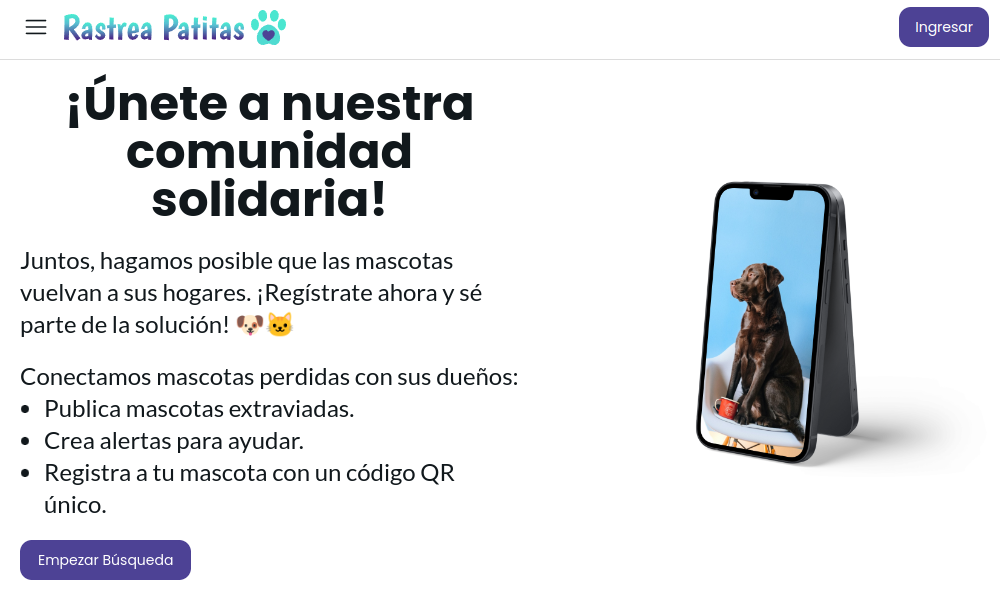 Rastrea Patitas
Ingresar
¡Únete a nuestra
comunidad
solidaria!
Juntos, hagamos posible que las mascotas
vuelvan a sus hogares. ¡Regístrate ahora y sé
parte de la solución! 🐶🐱
Conectamos mascotas perdidas con sus dueños:
• Publica mascotas extraviadas.
• Crea alertas para ayudar.
• Registra a tu mascota con un código QR
único.
Empezar Búsqueda